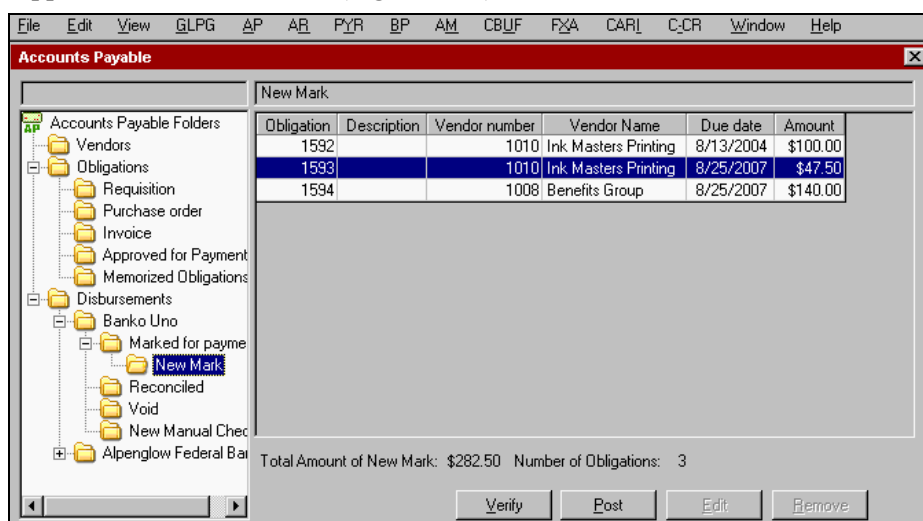 File Edit View GLPG AP AR PYR BP AM CBUF FXA CARI C-CR Window Help
Accounts Payable
New Mark
Accounts Payable Folders
Vendors
Obligations
Requisition
Purchase order
Invoice
Approved for Payment
Memorized Obligations
Disbursements
Banko Uno
Marked for payme
New Mark
Reconciled
Void
New Manual Chec
Alpenglow Federal Bar
Obligation Description Vendor number Vendor Name Due date Amount
1592 1010 Ink Masters Printing 8/13/2004 $100.00
1593 1010 Ink Masters Printing 8/25/2007 $47.50
1594 1008 Benefits Group 8/25/2007 $140.00
Total Amount of New Mark: $282.50 Number of Obligations: 3
Verify Post Edit Remove